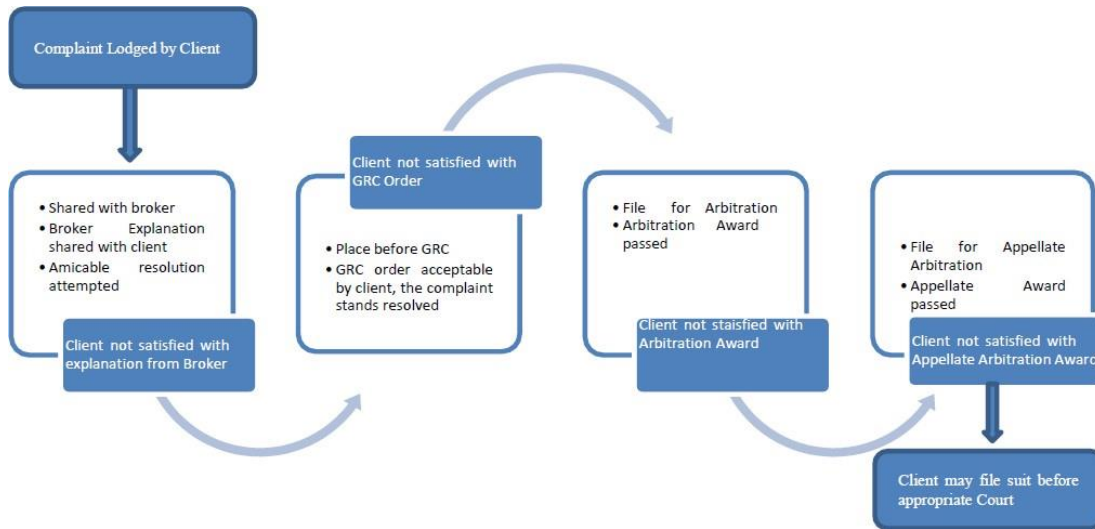 Complaint Lodged by Client
• Shared with broker
• Broker Explanation
shared with client
• Amicable resolution
attempted
Client not satisfied with
explanation from Broker
Client not satisfied with
GRC Order
• Place before GRC
• GRC order acceptable
by client, the complaint
stands resolved
• File for Arbitration
• Arbitration Award
passed
Client not staisfied with
Arbitration Award
• File for Appellate
Arbitration
• Appellate Award
passed
Client not satisfied with
Appellate Arbitration Award
Client may file suit before
appropriate Court